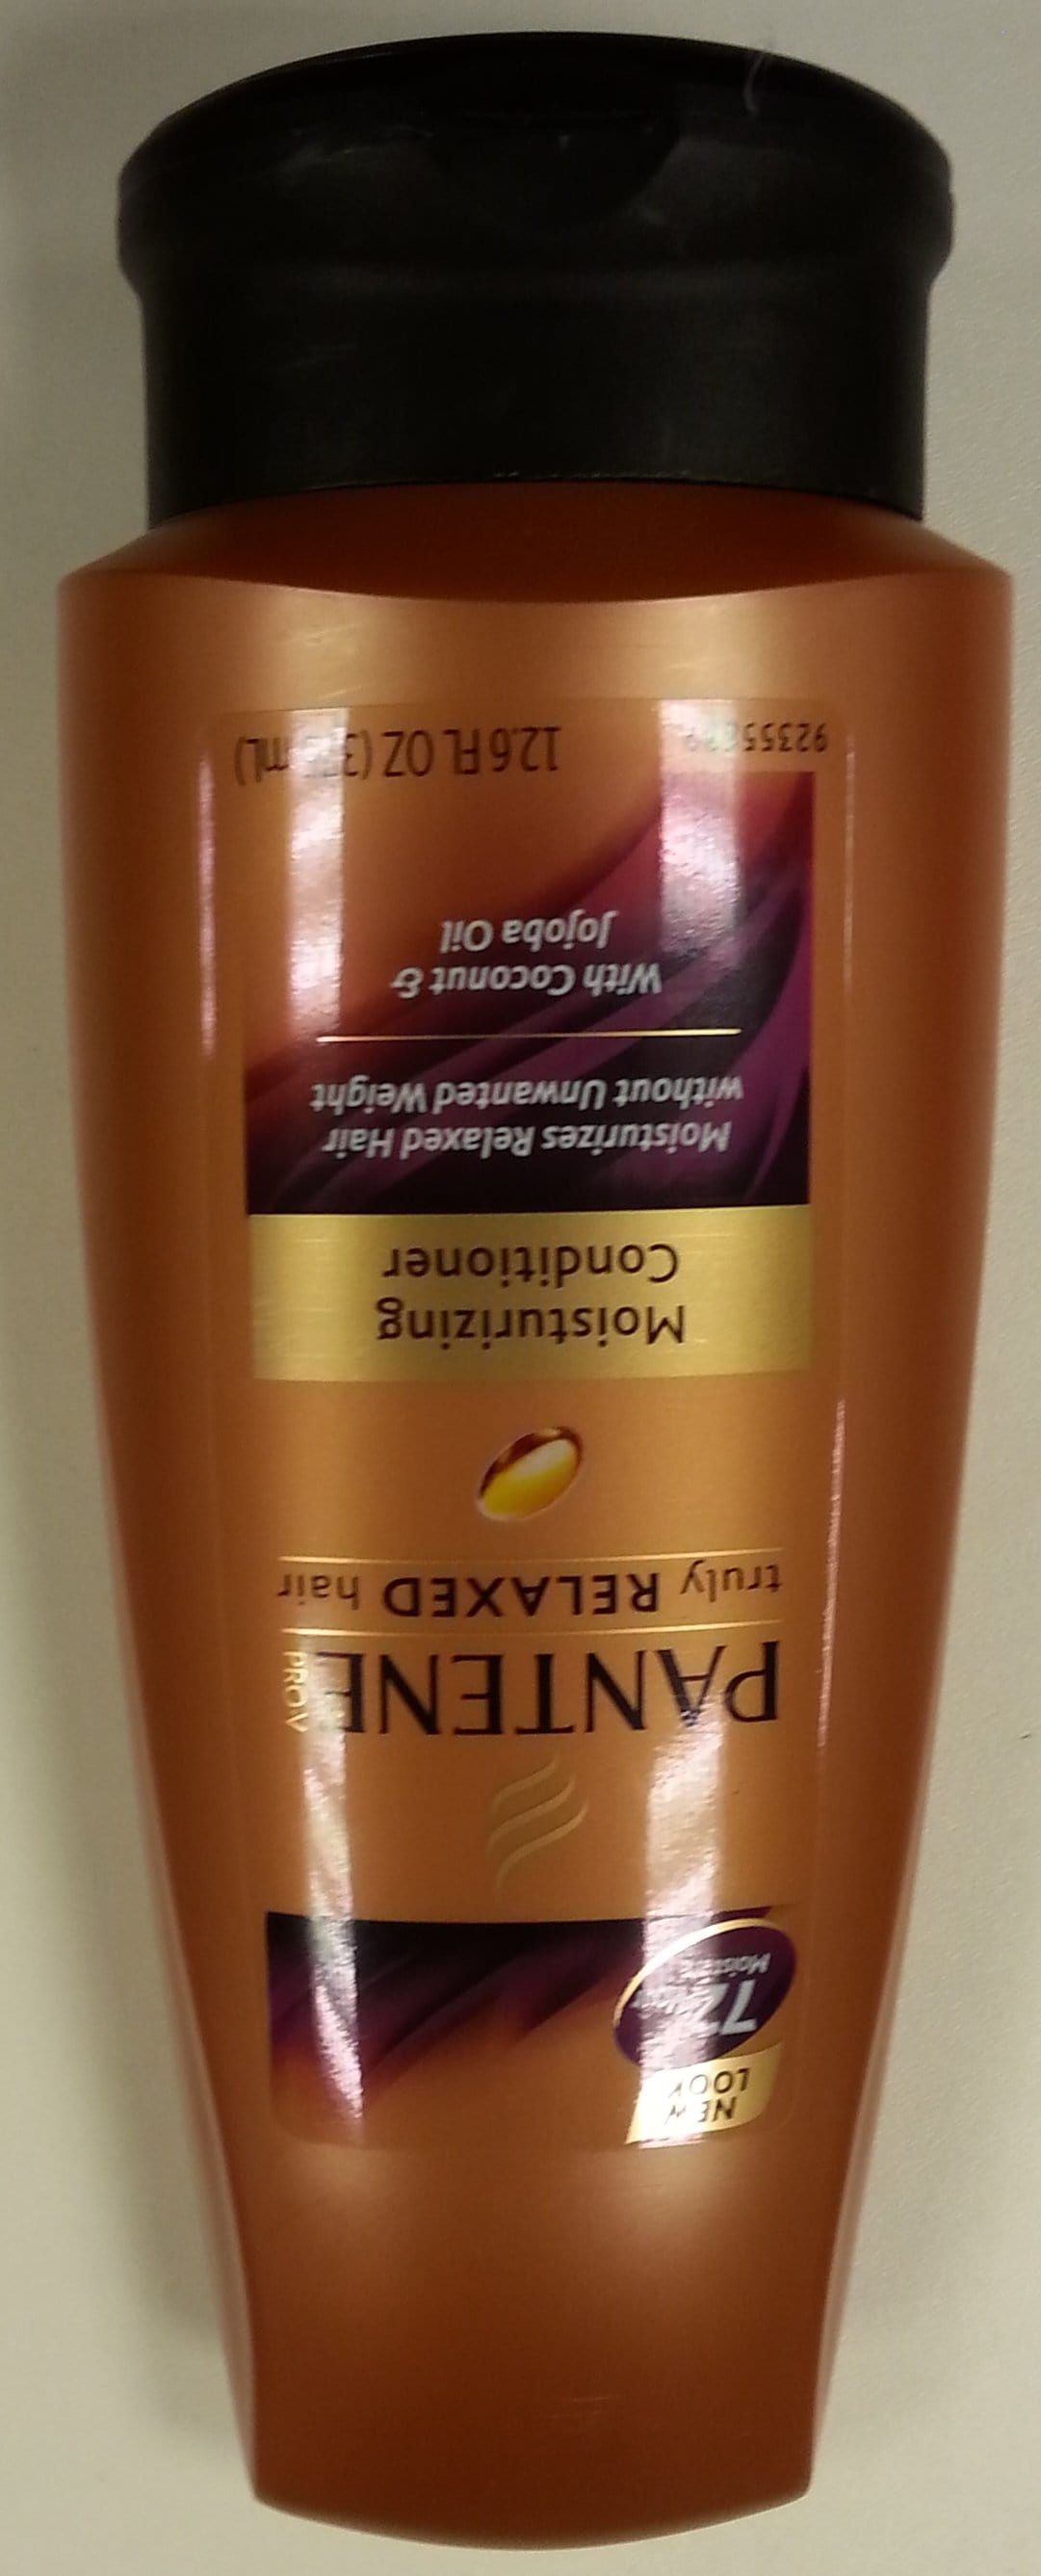 NEW
LOOK
72
PANTENE
PRO-V
truly RELAXED hair
Moisturizing
Conditioner
Moisturizes Relaxed Hair
without Unwanted Weight
With Coconut &
Jojoba Oil
12.6 FL OZ mL)